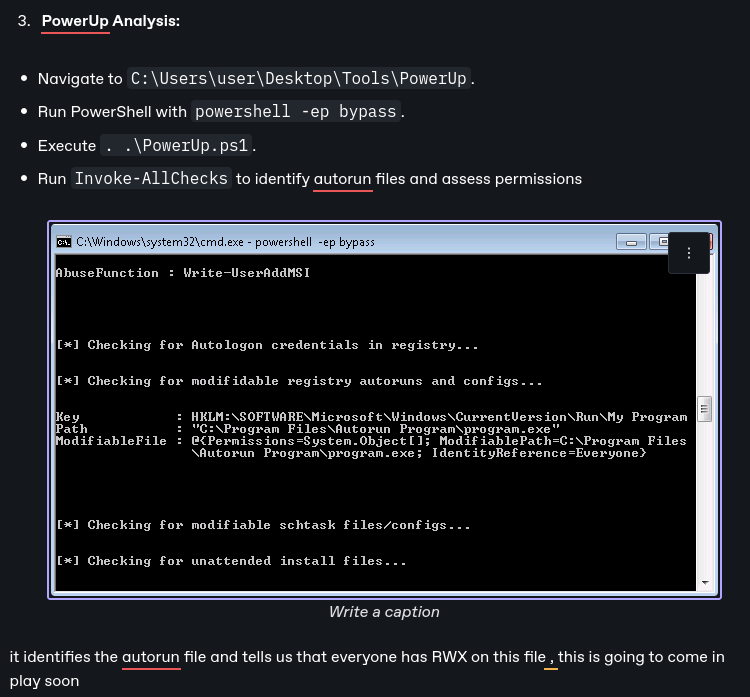 3. PowerUp Analysis:
• Navigate to C:\Users\user\Desktop\Tools\PowerUp.
• Run PowerShell with powershell -ep bypass.
• Execute . .\PowerUp.ps1.
• Run Invoke-AllChecks to identify autorun files and assess permissions
C:\Windows\system32\cmd.exe - powershell -ep bypass
AbuseFunction : Write-UserAddMSI
[*] Checking for Autologon credentials in registry...
[*] Checking for modifidable registry autoruns and configs...
Key : HKLM:\SOFTWARE\Microsoft\Windows\CurrentVersion\Run\My Program
Path : "C:\Program Files\Autorun Program\program.exe"
ModifiableFile : @{Permissions=System.Object[]; ModifiablePath=C:\Program Files
\Autorun Program\program.exe; IdentityReference=Everyone}
[*] Checking for modifiable schtask files/configs...
[*] Checking for unattended install files...
Write a caption
it identifies the autorun file and tells us that everyone has RWX on this file , this is going to come in
play soon